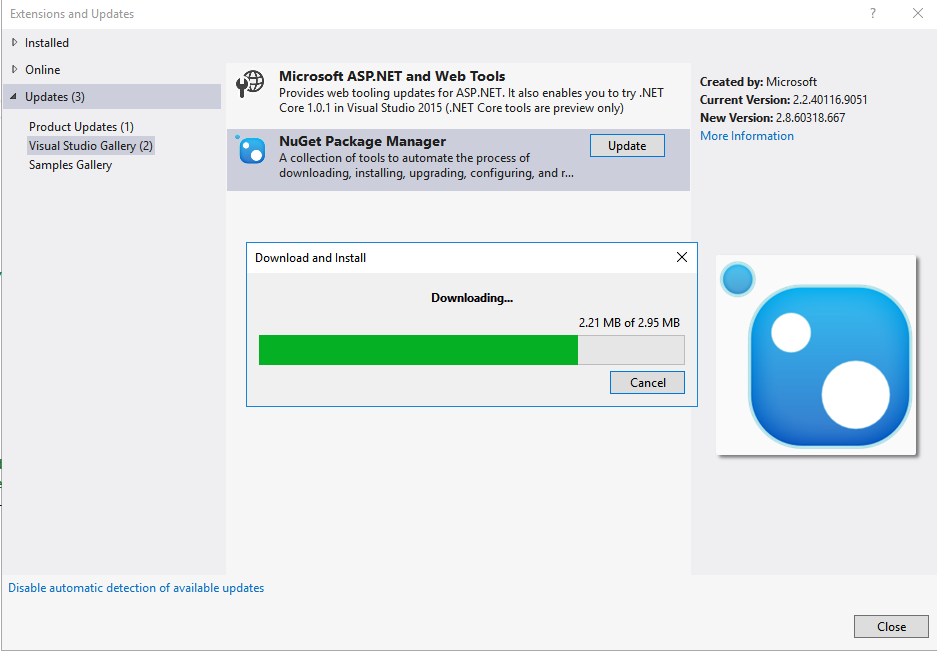 Extensions and Updates
Installed
Online
Updates (3)
Product Updates (1)
Visual Studio Gallery (2)
Samples Gallery
Microsoft ASP.NET and Web Tools
Provides web tooling updates for ASP.NET. It also enables you to try .NET
Core 1.0.1 in Visual Studio 2015 (.NET Core tools are preview only)
NuGet Package Manager
Update
A collection of tools to automate the process of
downloading, installing, upgrading, configuring, and r...
Created by: Microsoft
Current Version: 2.2.40116.9051
New Version: 2.8.60318.667
More Information
Download and Install
Downloading...
2.21 MB of 2.95 MB
Cancel
Disable automatic detection of available updates
Close